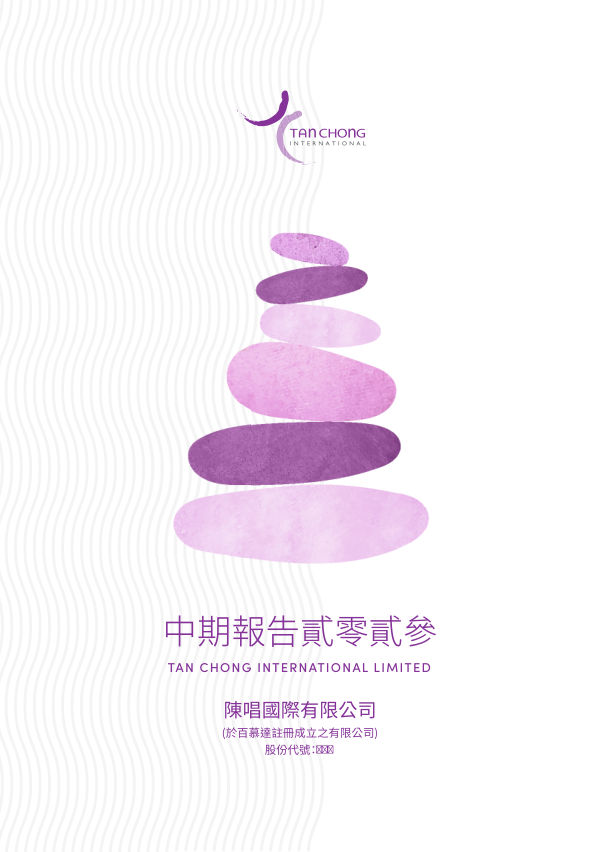 TAN CHONG
INTERNATIONAL
中期報告貳零貳參
TAN CHONG INTERNATIONAL LIMITED
陳唱國際有限公司
(於百慕達註冊成立之有限公司)
股份代號: